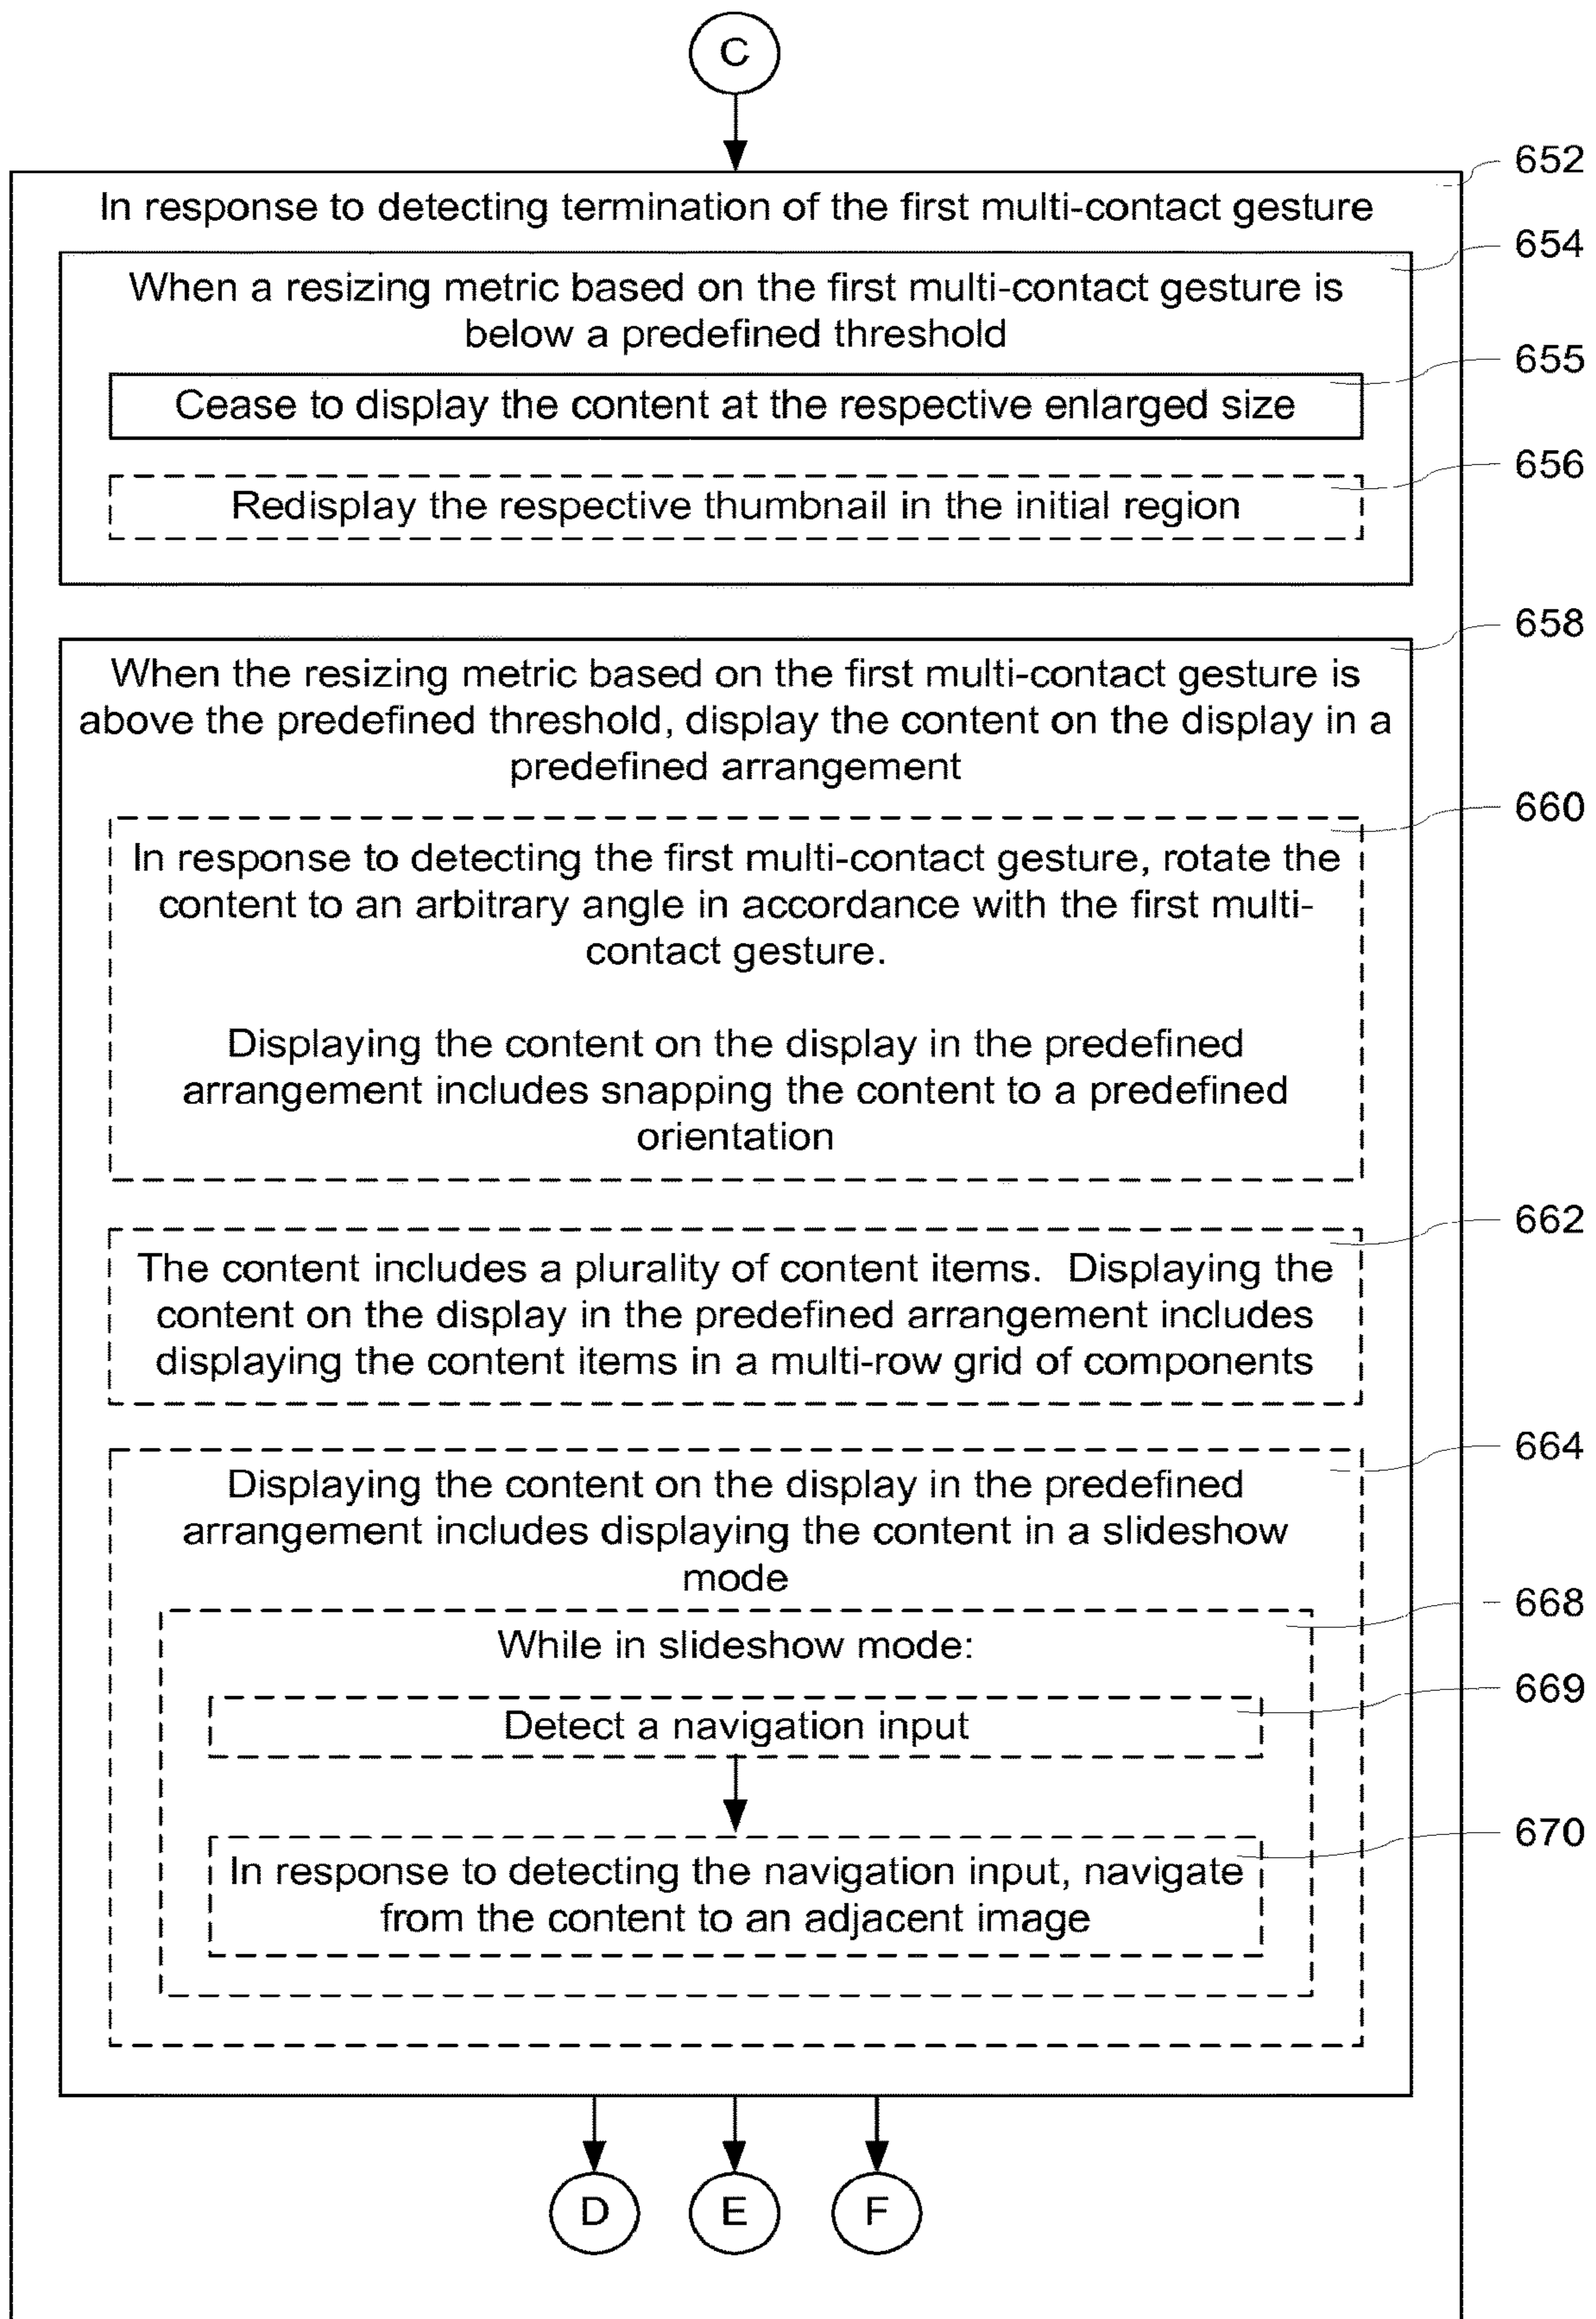 C
652
In response to detecting termination of the first multi-contact gesture
654
When a resizing metric based on the first multi-contact gesture is
below a predefined threshold
655
Cease to display the content at the respective enlarged size
656
Redisplay the respective thumbnail in the initial region
658
When the resizing metric based on the first multi-contact gesture is
above the predefined threshold, display the content on the display in a
predefined arrangement
660
In response to detecting the first multi-contact gesture, rotate the
content to an arbitrary angle in accordance with the first multi-
contact gesture.
Displaying the content on the display in the predefined
arrangement includes snapping the content to a predefined
orientation
662
The content includes a plurality of content items.  Displaying the
content on the display in the predefined arrangement includes
displaying the content items in a multi-row grid of components
664
Displaying the content on the display in the predefined
arrangement includes displaying the content in a slideshow
mode
668
While in slideshow mode:
669
Detect a navigation input
670
In response to detecting the navigation input, navigate
from the content to an adjacent image
D E F